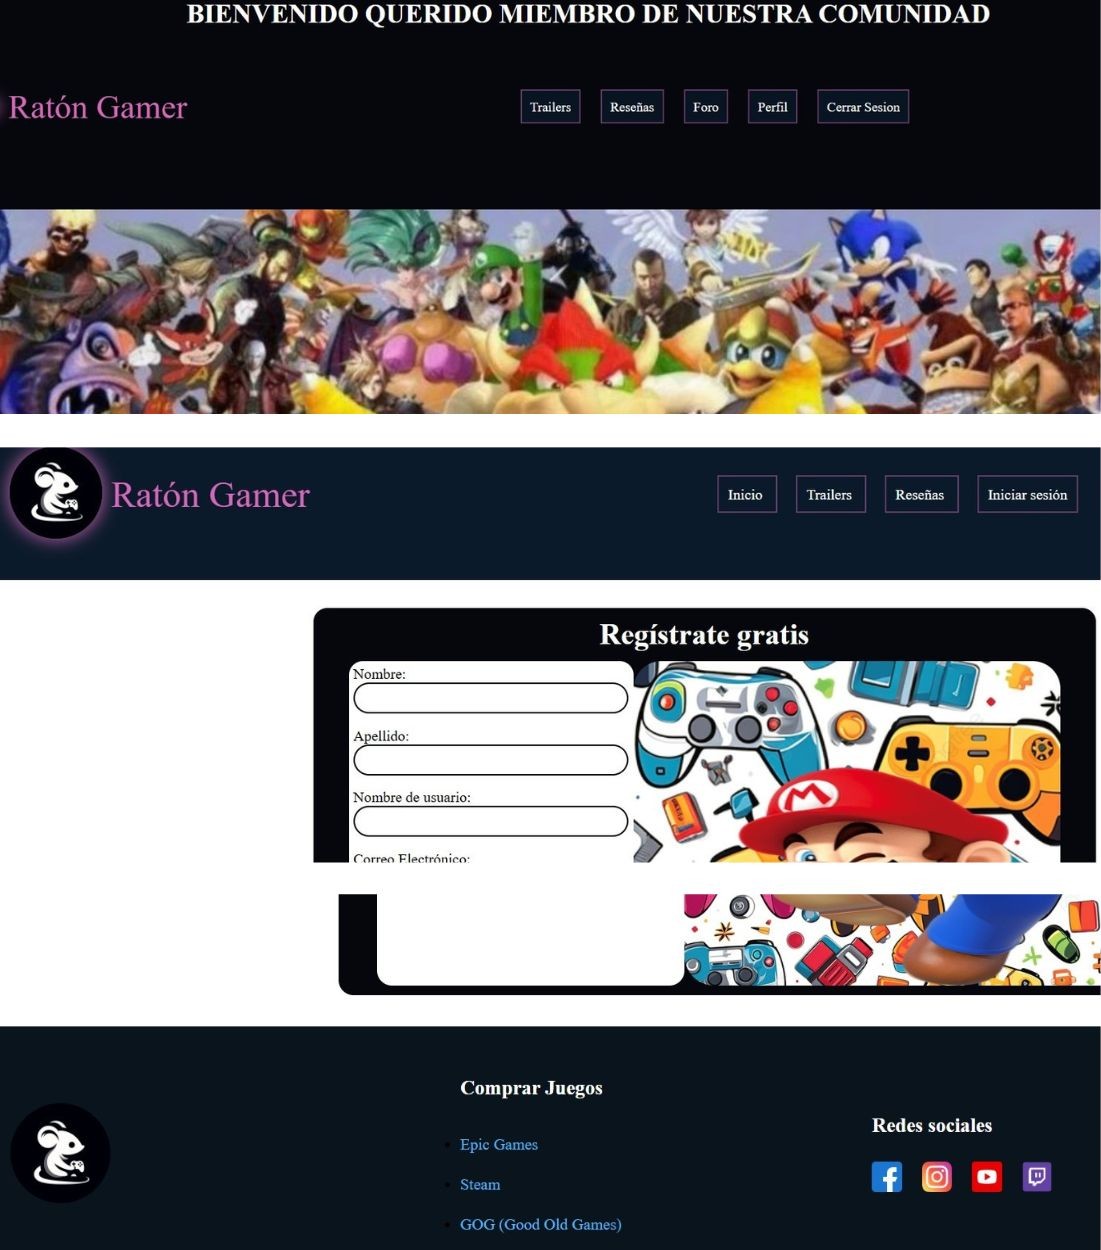 BIENVENIDO QUERIDO MIEMBRO DE NUESTRA COMUNIDAD
Ratón Gamer
Trailers
Reseñas
Foro
Perfil
Cerrar Sesion
Ratón Gamer
Inicio
Trailers
Reseñas
Iniciar sesión
Regístrate gratis
Nombre:
Apellido:
Nombre de usuario:
Correo Electrónico:
Comprar Juegos
Epic Games
Steam
GOG (Good Old Games)
Redes sociales